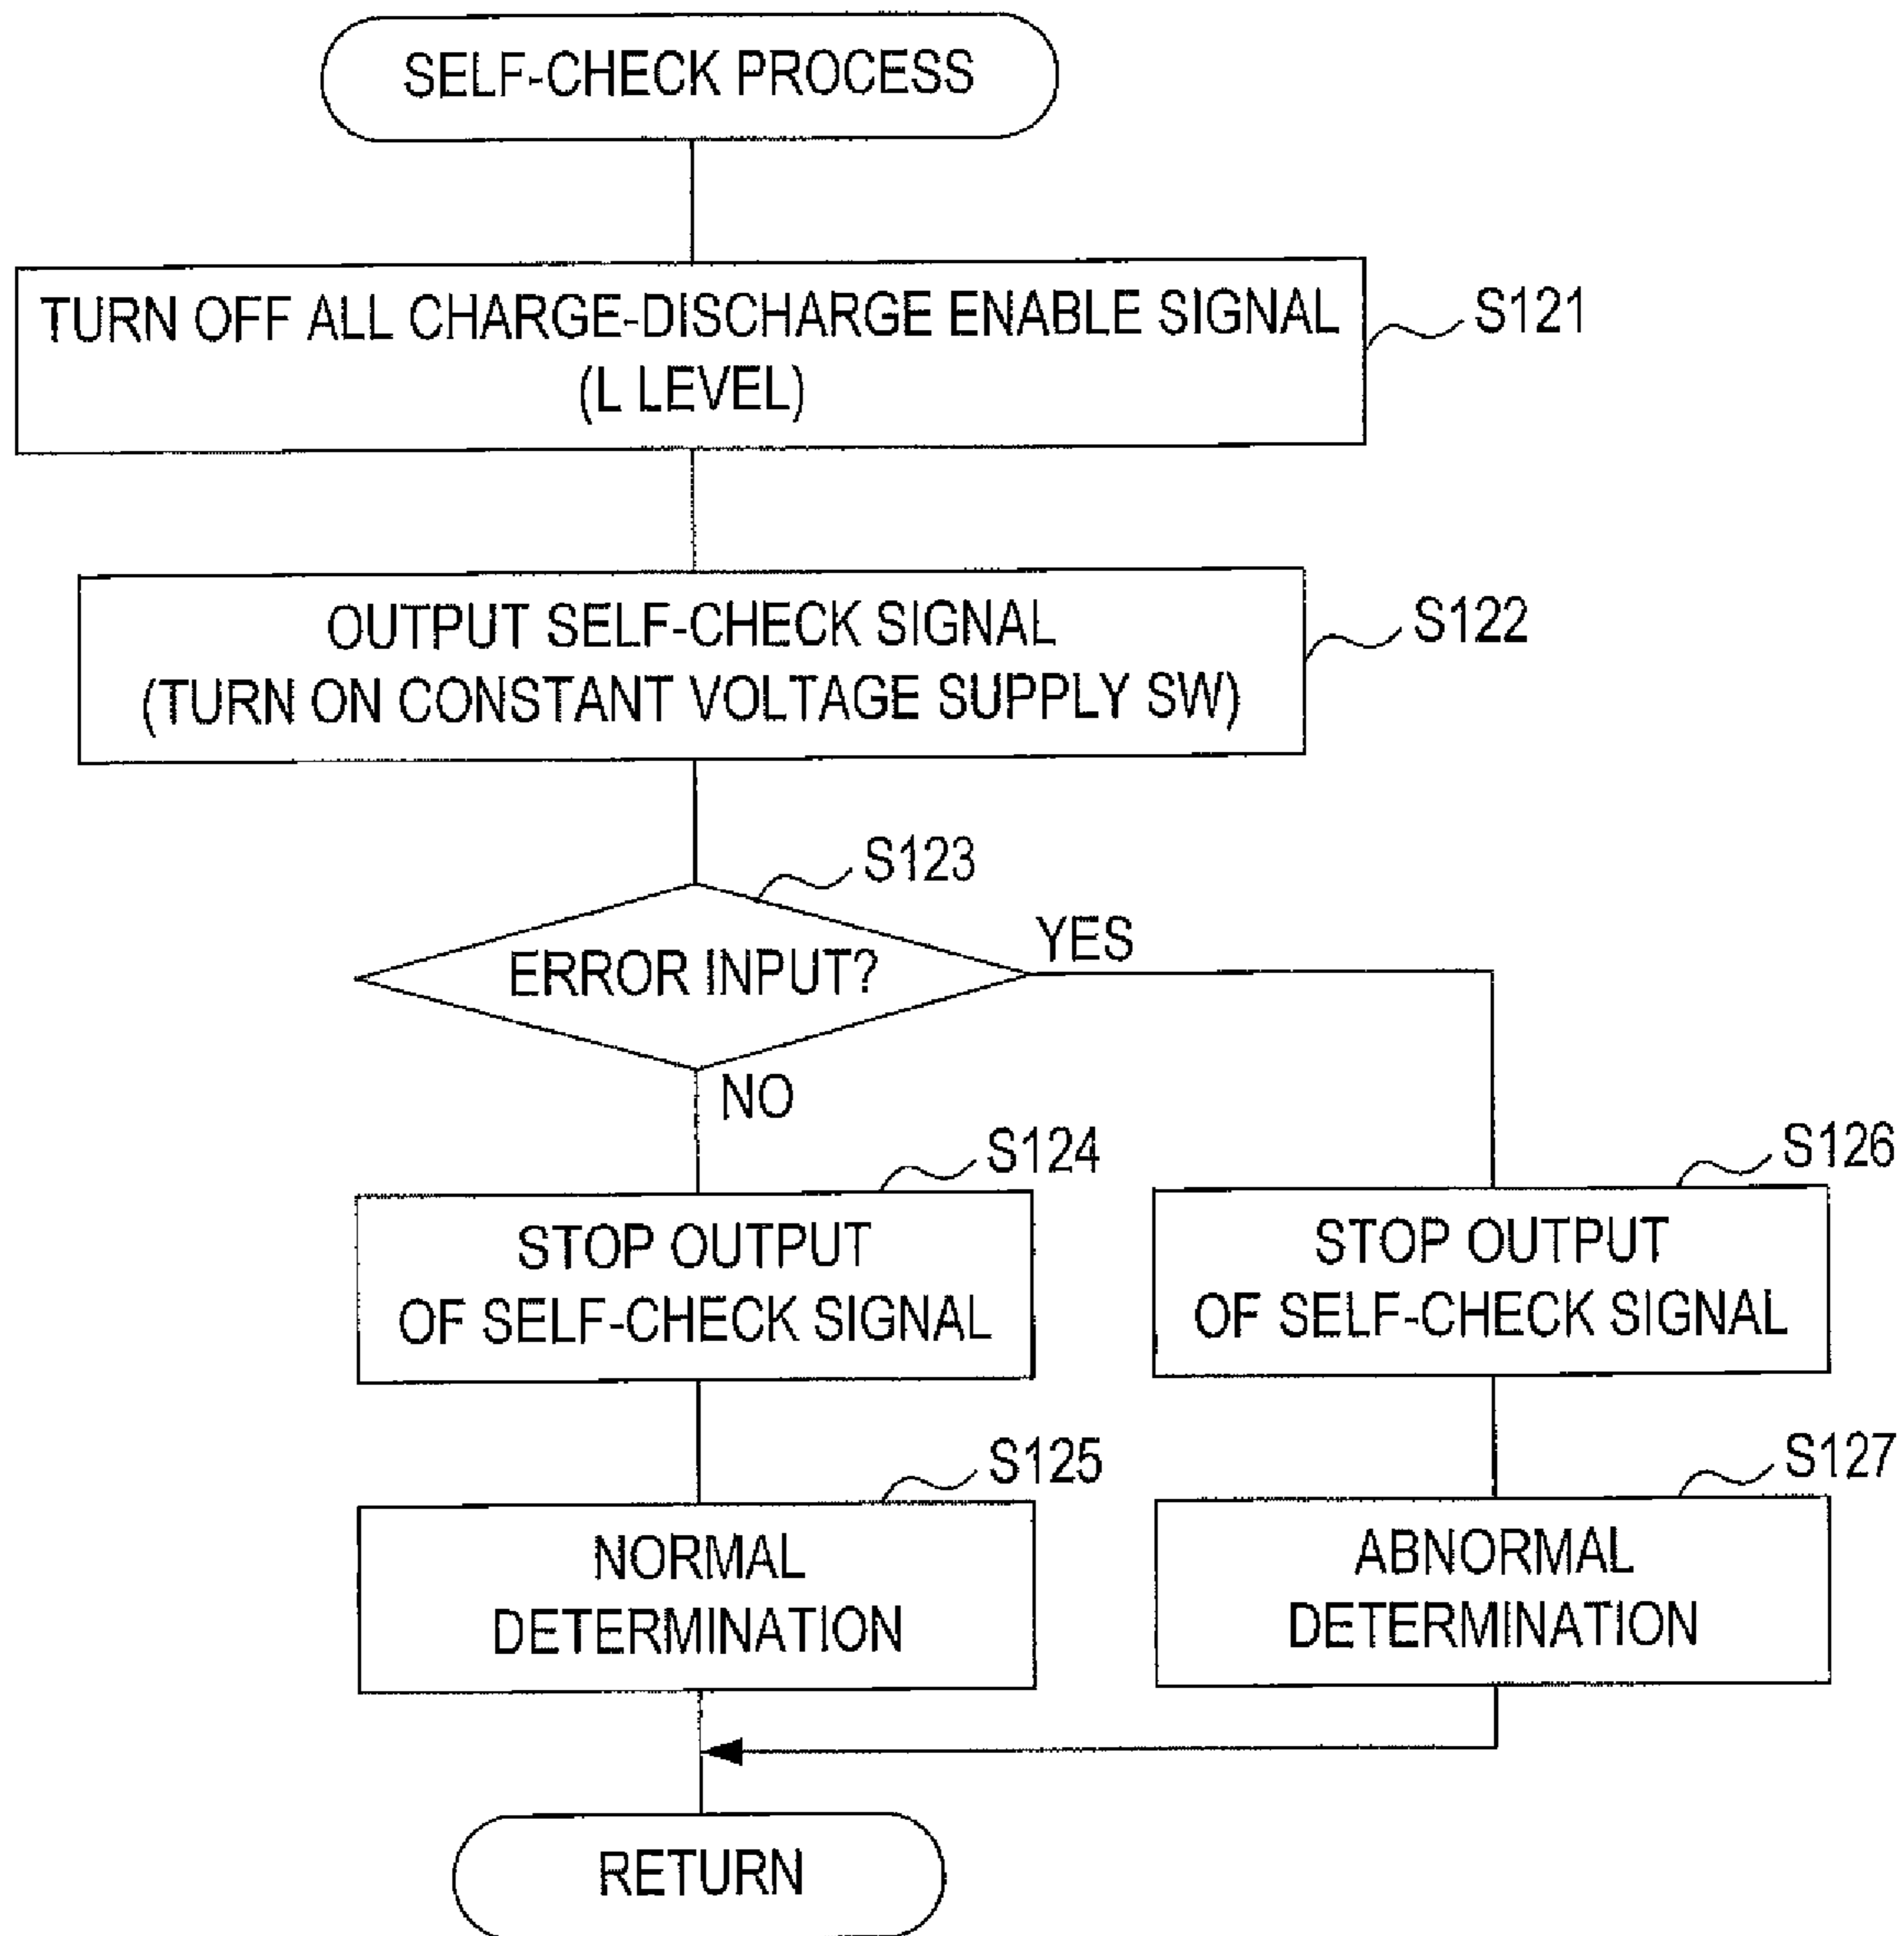 SELF-CHECK PROCESS
TURN OFF ALL CHARGE-DISCHARGE ENABLE SIGNAL
(L LEVEL)
S121
OUTPUT SELF-CHECK SIGNAL
(TURN ON CONSTANT VOLTAGE SUPPLY SW)
S122
S123
ERROR INPUT?
YES
NO
S124
STOP OUTPUT
OF SELF-CHECK SIGNAL
S126
STOP OUTPUT
OF SELF-CHECK SIGNAL
S125
NORMAL
DETERMINATION
S127
ABNORMAL
DETERMINATION
RETURN